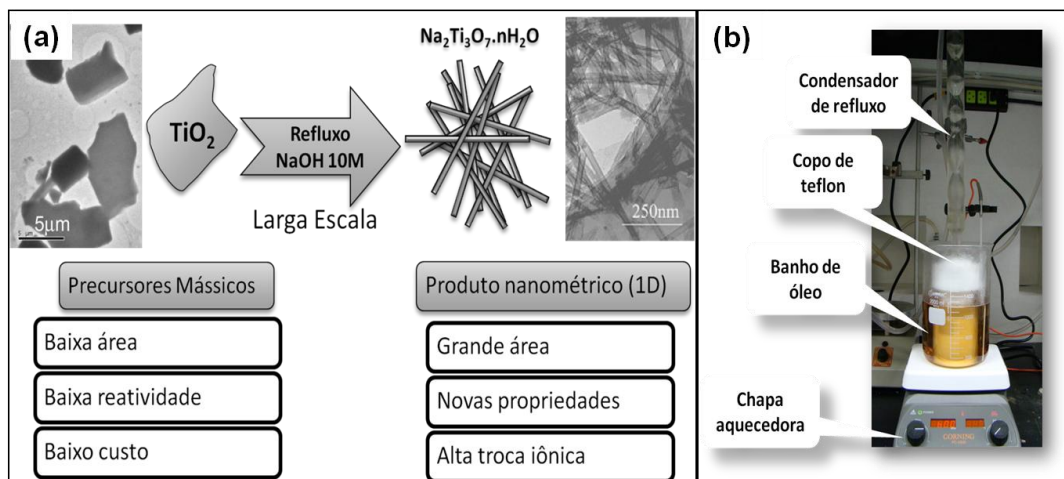 (a)
5µm
TiO2
Refluxo
NaOH 10M
Larga Escala
Na2Ti3O7.nH2O
250nm
Precursores Mássicos
Baixa área
Baixa reatividade
Baixo custo
Produto nanométrico (1D)
Grande área
Novas propriedades
Alta troca iônica
(b)
Condensador
de refluxo
Copo de
teflon
Banho de
óleo
Chapa
aquecedora
CORNING